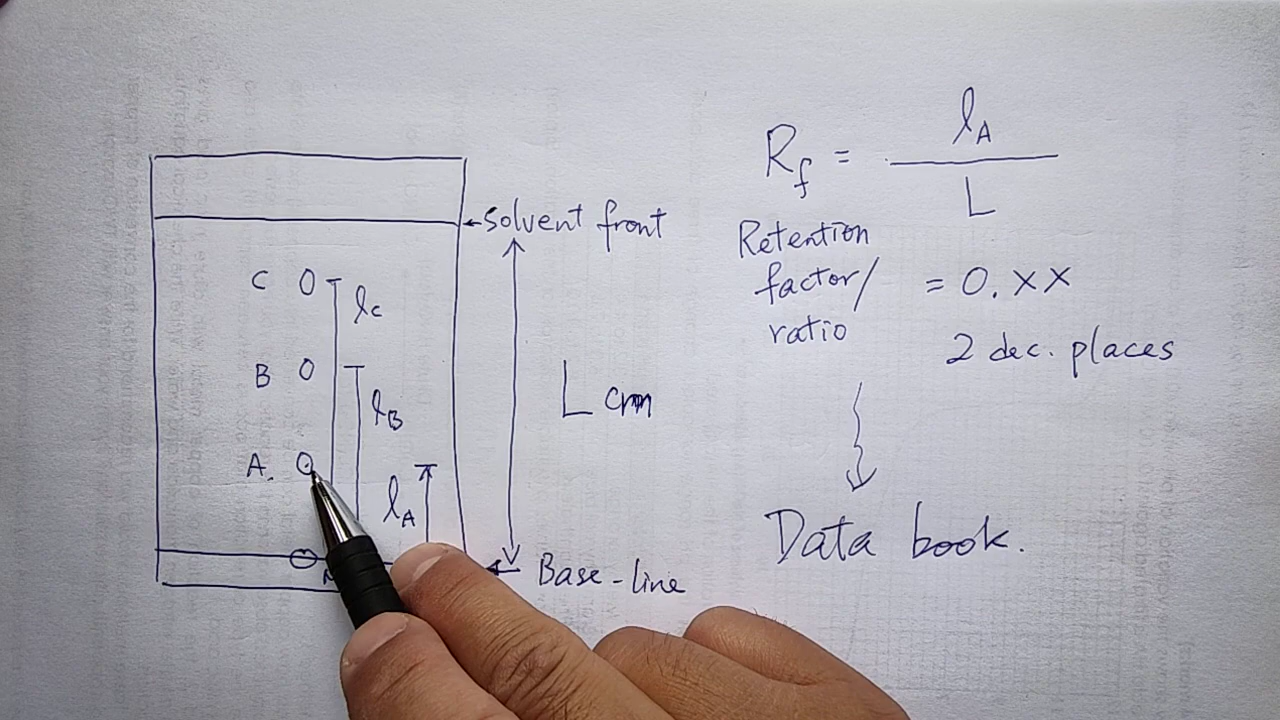 Solvent front
C
lc
B
lB
A.
lA
L cm
Base-line
Rf = lA
L
Retention
factor/
ratio
= 0.xx
2 dec. places
Data book.